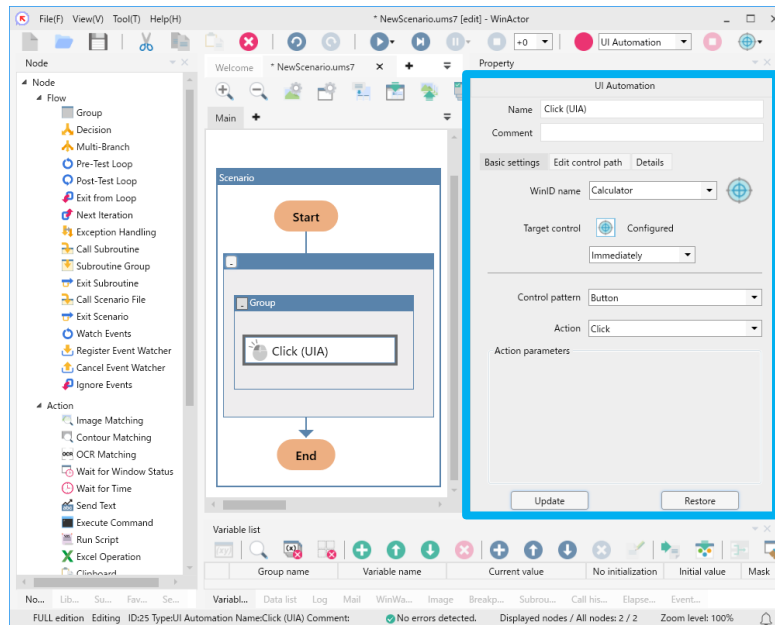 File(F) View(V) Tool(T) Help(H) * NewScenario.ums7 [edit] - WinActor
+0 UI Automation
Node
Node
Flow
Group
Decision
Multi-Branch
Pre-Test Loop
Post-Test Loop
Exit from Loop
Next Iteration
Exception Handling
Call Subroutine
Subroutine Group
Exit Subroutine
Call Scenario File
Exit Scenario
Watch Events
Register Event Watcher
Cancel Event Watcher
Ignore Events
Action
Image Matching
Contour Matching
OCR Matching
Wait for Window Status
Wait for Time
Send Text
Execute Command
Run Script
Excel Operation
Clipboard
No... Lib... Su... Fav... Se...
Welcome * NewScenario.ums7
Main
Scenario
Start
Group
Click (UIA)
End
Property
UI Automation
Name Click (UIA)
Comment
Basic settings Edit control path Details
WinID name Calculator
Target control Configured
Immediately
Control pattern Button
Action Click
Action parameters
Update Restore
Variable list
Group name Variable name Current value No initialization Initial value Mask
Variabl... Data list Log Mail WinWa... Image Breakp... Subrou... Call his... Elapse... Event...
FULL edition Editing ID:25 Type:UI Automation Name:Click (UIA) Comment: No errors detected. Displayed nodes / All nodes: 2 / 2 Zoom level: 100%